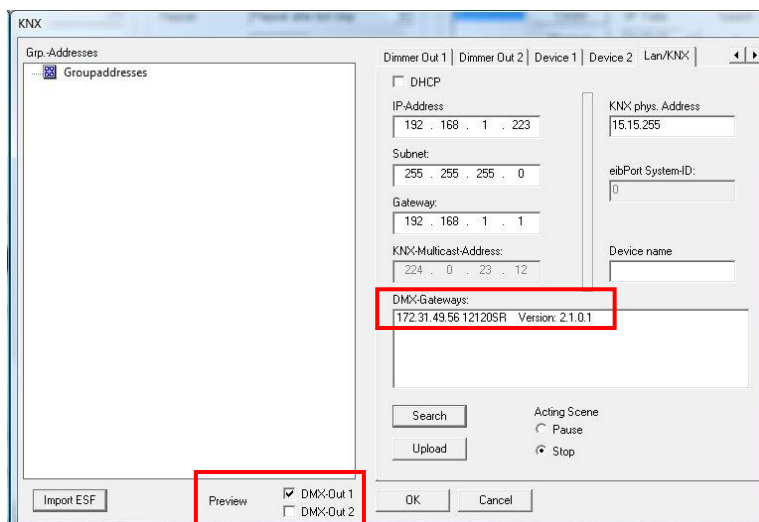 KNX
Grp.-Addresses
Groupaddresses
Import ESF
Preview
DMX-Out 1
DMX-Out 2
Dimmer Out 1 Dimmer Out 2 Device 1 Device 2 Lan/KNX
DHCP
IP-Address
192 . 168 . 1 . 223
Subnet:
255 . 255 . 255 . 0
Gateway:
192 . 168 . 1 . 1
KNX-Multicast-Address:
224 . 0 . 23 . 12
KNX phys. Address
15.15.255
eibPort System-ID:
0
Device name
DMX-Gateways:
172.31.49.56 12120SR Version: 2.1.0.1
Search
Upload
Acting Scene
Pause
Stop
OK
Cancel